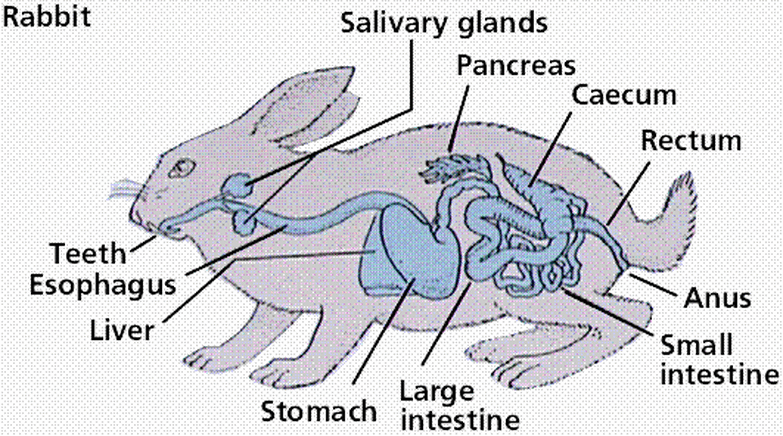 Rabbit
Salivary glands
Pancreas
Caecum
Rectum
Teeth
Esophagus
Liver
Stomach
Large
intestine
Small
intestine
Anus